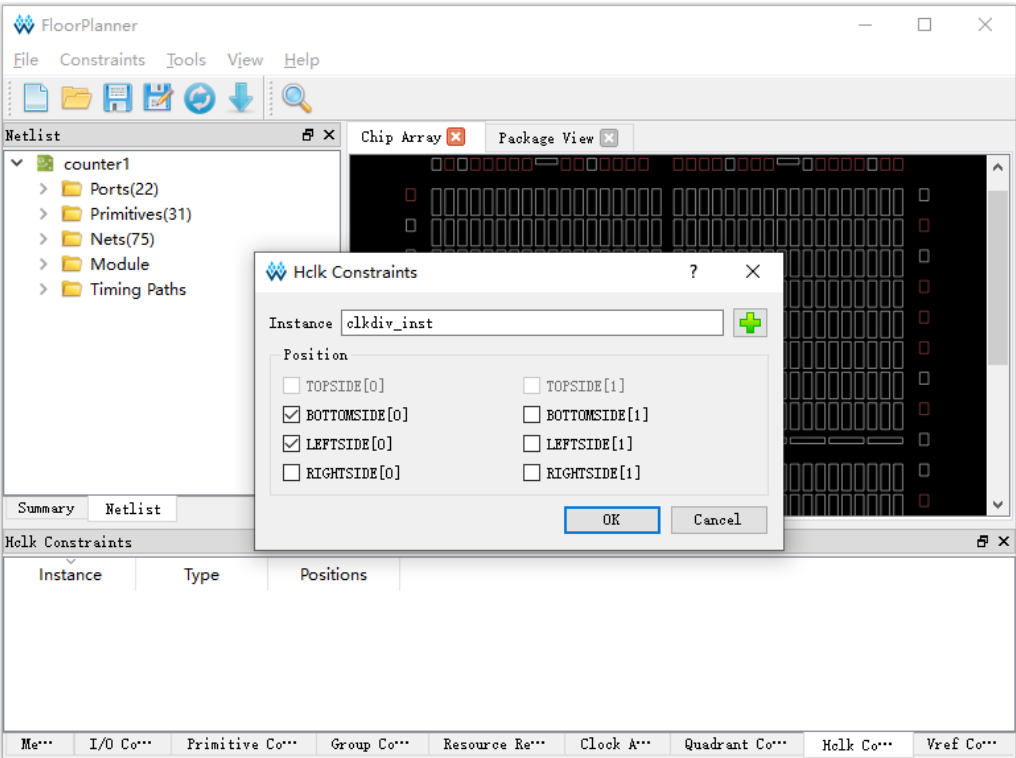 FloorPlanner
File Constraints Tools View Help
Netlist
Chip Array Package View
counter1
Ports(22)
Primitives(31)
Nets(75)
Module
Timing Paths
Hclk Constraints ?
Instance clkdiv_inst
Position
TOPSIDE[0] TOPSIDE[1]
BOTTOMSIDE[0] BOTTOMSIDE[1]
LEFTSIDE[0] LEFTSIDE[1]
RIGHTSIDE[0] RIGHTSIDE[1]
OK Cancel
Summary Netlist
Hclk Constraints
Instance Type Positions
Me… I/O Co… Primitive Co… Group Co… Resource Re… Clock A… Quadrant Co… Hclk Co… Vref Co…